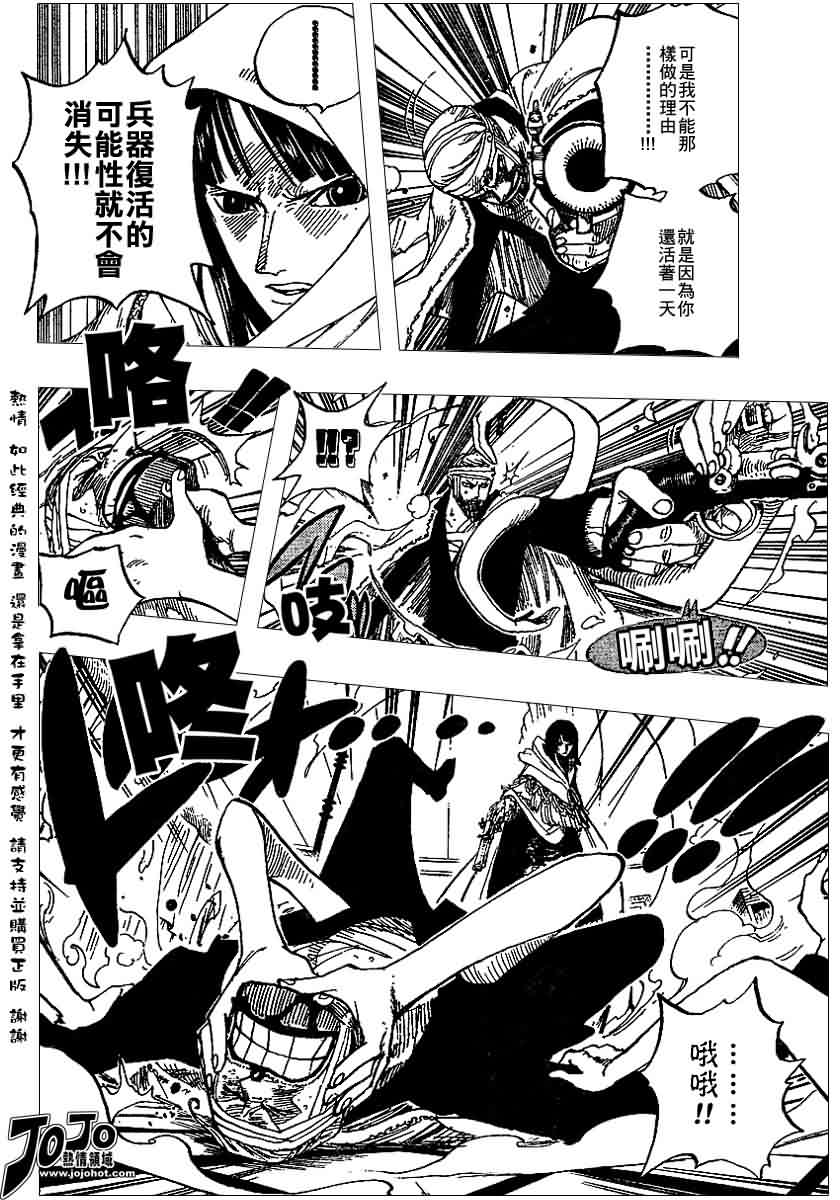 可是我不能那
樣做的理由
………………!!!
就是因為你
還活著一天
…………
兵器復活的
可能性就不會
消失!!!
!!?
唰唰!!
吱
咯
嘔
咚
………
哦哦!!
熱情 如此經典的漫畫 還是拿在手里 才更有感覺 請支持並購買正版 謝謝
JOJO
熱情領域
www.jojohot.com